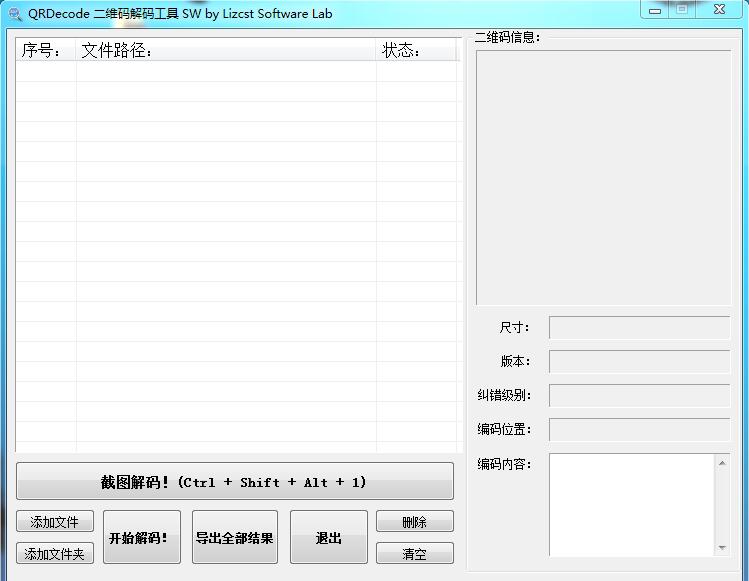 QRDecode 二维码解码工具 SW by Lizcst Software Lab
序号：
文件路径：
状态：
二维码信息：
尺寸：
版本：
纠错级别：
编码位置：
编码内容：
截图解码！(Ctrl + Shift + Alt + 1)
添加文件
添加文件夹
开始解码！
导出全部结果
退出
删除
清空